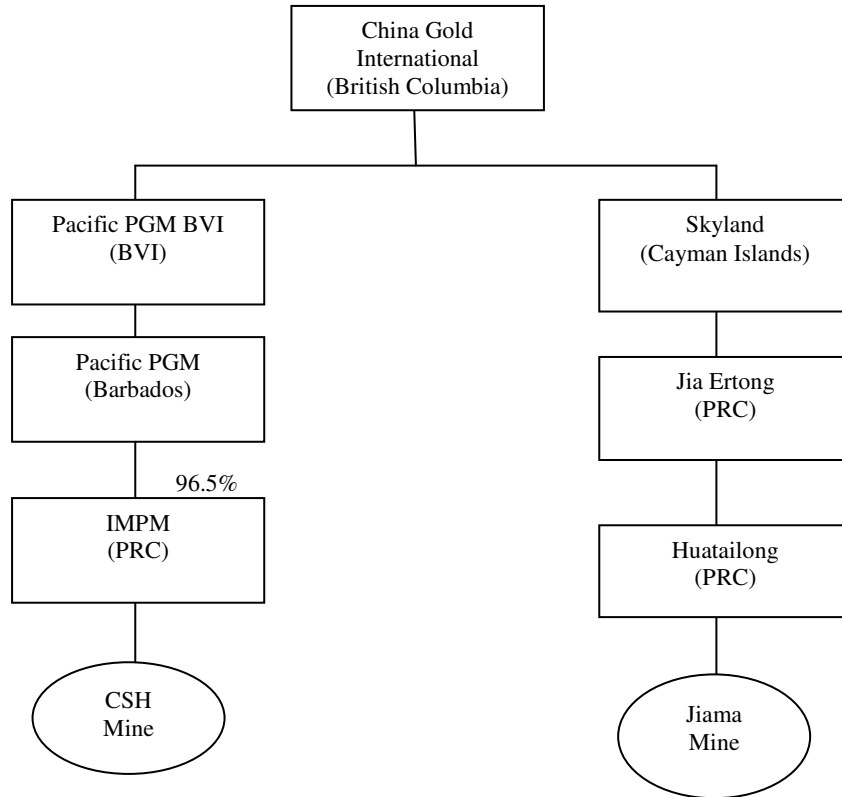 China Gold
International
(British Columbia)
Pacific PGM BVI
(BVI)
Skyland
(Cayman Islands)
Pacific PGM
(Barbados)
Jia Ertong
(PRC)
96.5%
IMPM
(PRC)
Huatailong
(PRC)
CSH
Mine
Jiama
Mine